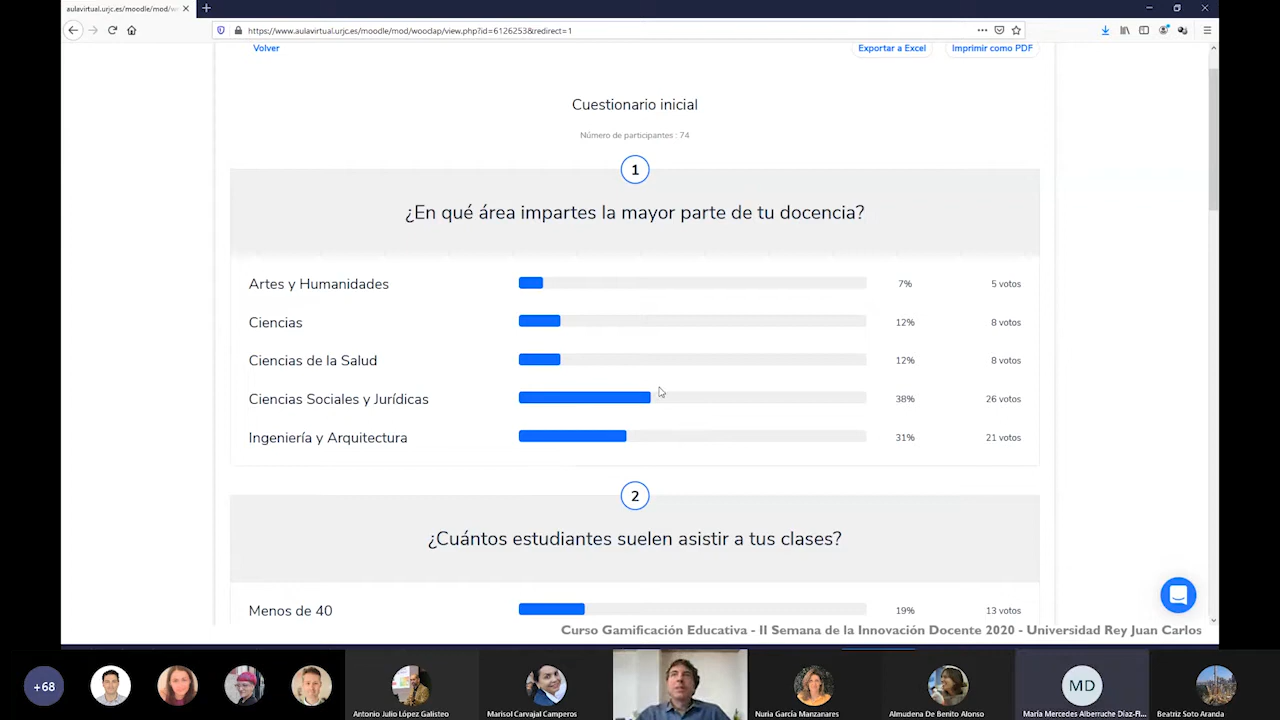 aulavirtual.urjc.es/moodle/mod/w
https://www.aulavirtual.urjc.es/moodle/mod/wooclap/view.php?id=6126253&redirect=1
Volver
Exportar a Excel
Imprimir como PDF
Cuestionario inicial
Número de participantes : 74
1
¿En qué área impartes la mayor parte de tu docencia?
Artes y Humanidades 7% 5 votos
Ciencias 12% 8 votos
Ciencias de la Salud 12% 8 votos
Ciencias Sociales y Jurídicas 38% 26 votos
Ingeniería y Arquitectura 31% 21 votos
2
¿Cuántos estudiantes suelen asistir a tus clases?
Menos de 40 19% 13 votos
Curso Gamificación Educativa - II Semana de la Innovación Docente 2020 - Universidad Rey Juan Carlos
+68
MD
Antonio Julio López Galisteo
Marisol Carvajal Camperos
Nuria García Manzanares
Almudena De Benito Alonso
María Mercedes Alberrache Díaz-Fl...
Beatriz Soto Aranda